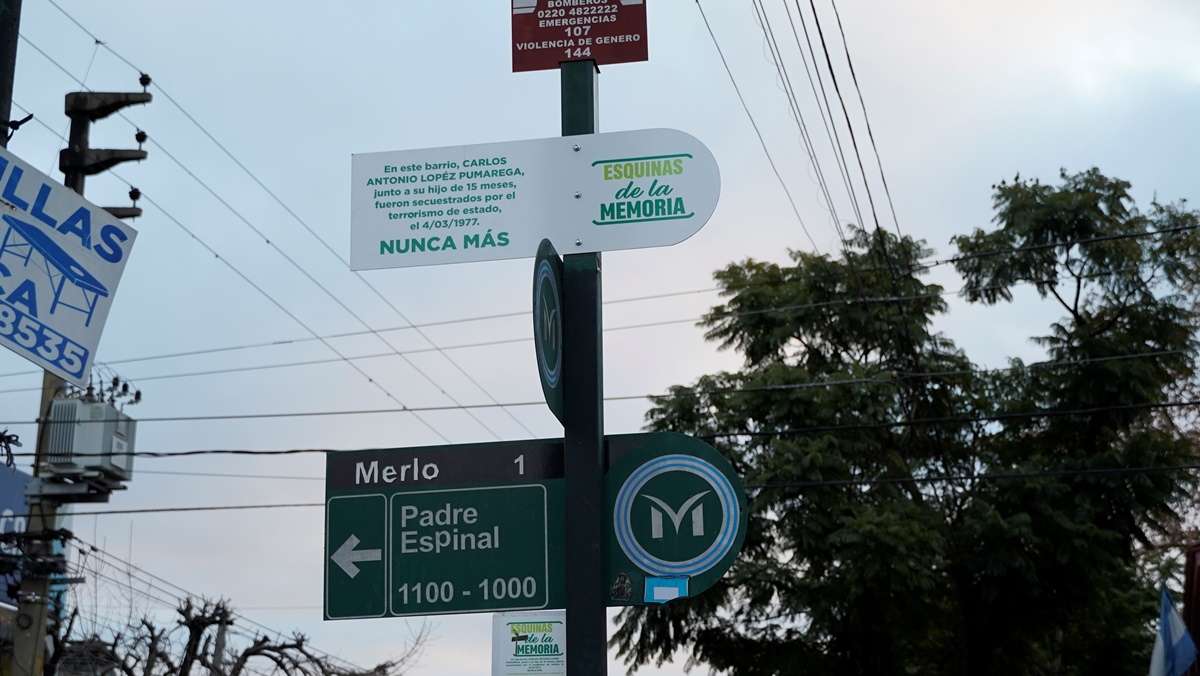 BOMBEROS
0220 4822222
EMERGENCIAS
107
VIOLENCIA DE GENERO
144
En este barrio, CARLOS
ANTONIO LOPÉZ PUMAREGA,
junto a su hijo de 15 meses,
fueron secuestrados por el
terrorismo de estado,
el 4/03/1977.
NUNCA MÁS
ESQUINAS
de la
MEMORIA
LLAS
CA
8535
M
Merlo 1
Padre
Espinal
1100 - 1000
M
ESQUINAS
de la
MEMORIA